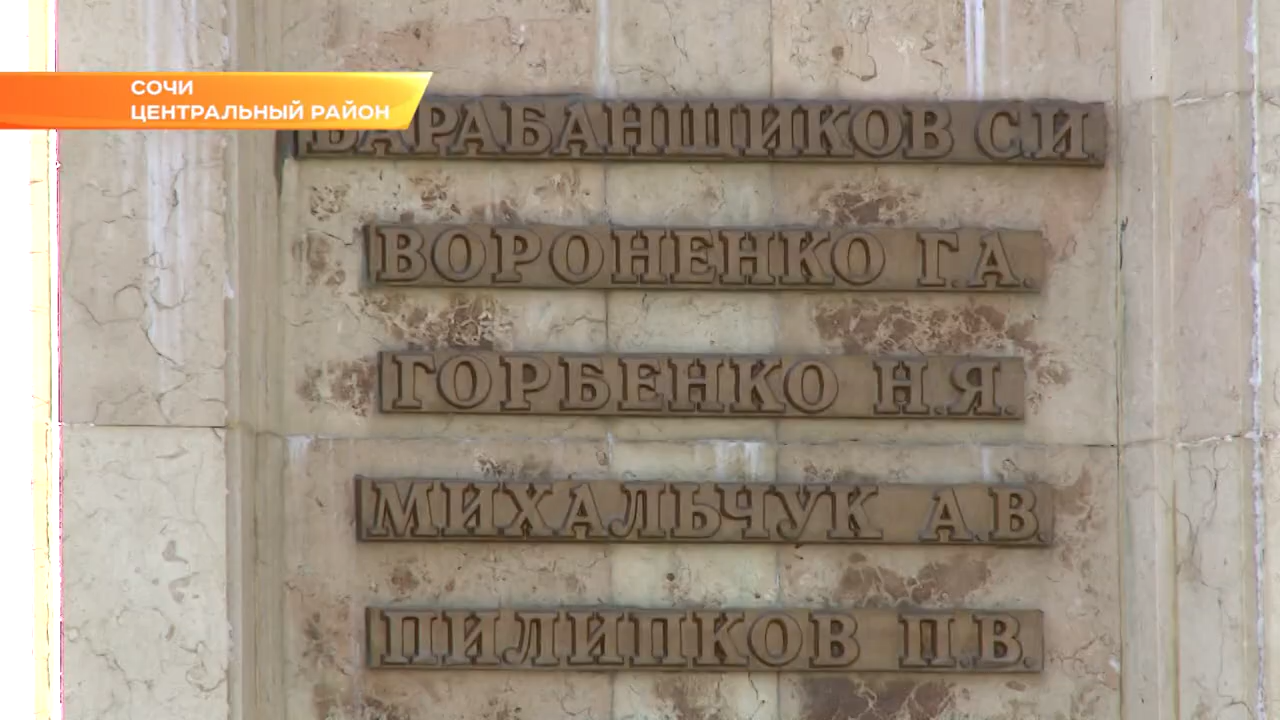 СОЧИ
ЦЕНТРАЛЬНЫЙ РАЙОН
БАРАБАНЩИКОВ С.И
ВОРОНЕНКО Г.А.
ГОРБЕНКО Н.Я.
МИХАЛЬЧУК А.В.
ПИЛИПКОВ П.В.